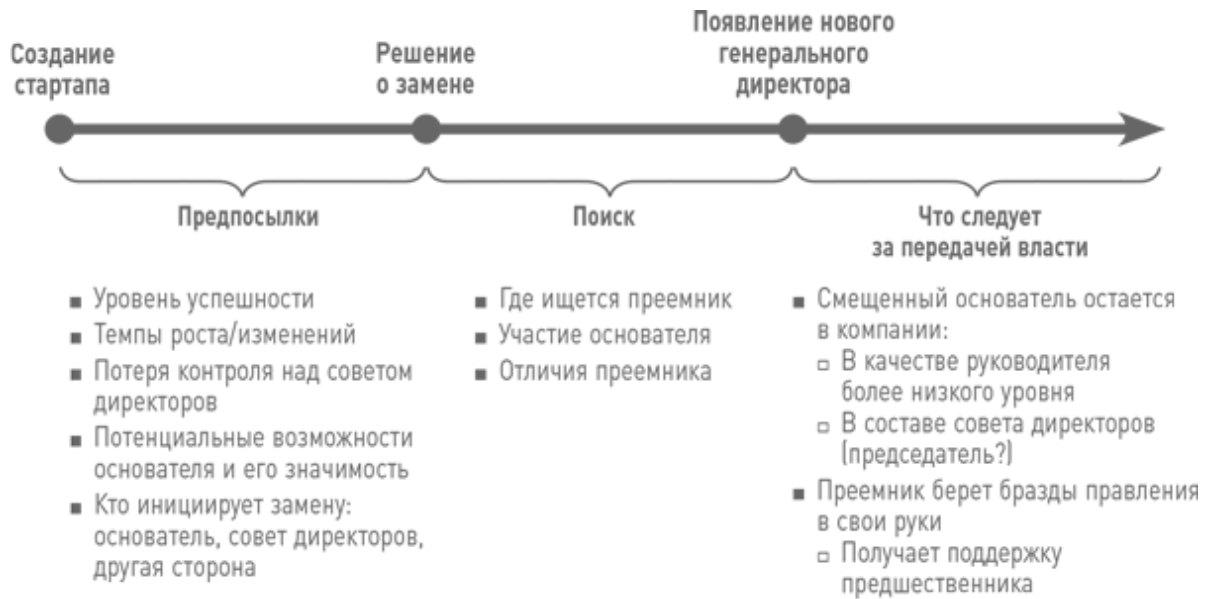 Создание
стартапа
Решение
о замене
Появление нового
генерального
директора
Предпосылки
■ Уровень успешности
■ Темпы роста/изменений
■ Потеря контроля над советом
директоров
■ Потенциальные возможности
основателя и его значимость
■ Кто инициирует замену:
основатель, совет директоров,
другая сторона
Поиск
■ Где ищется преемник
■ Участие основателя
■ Отличия преемника
Что следует
за передачей власти
■ Смещенный основатель остается
в компании:
□ В качестве руководителя
более низкого уровня
□ В составе совета директоров
(председатель?)
■ Преемник берет бразды правления
в свои руки
□ Получает поддержку
предшественника